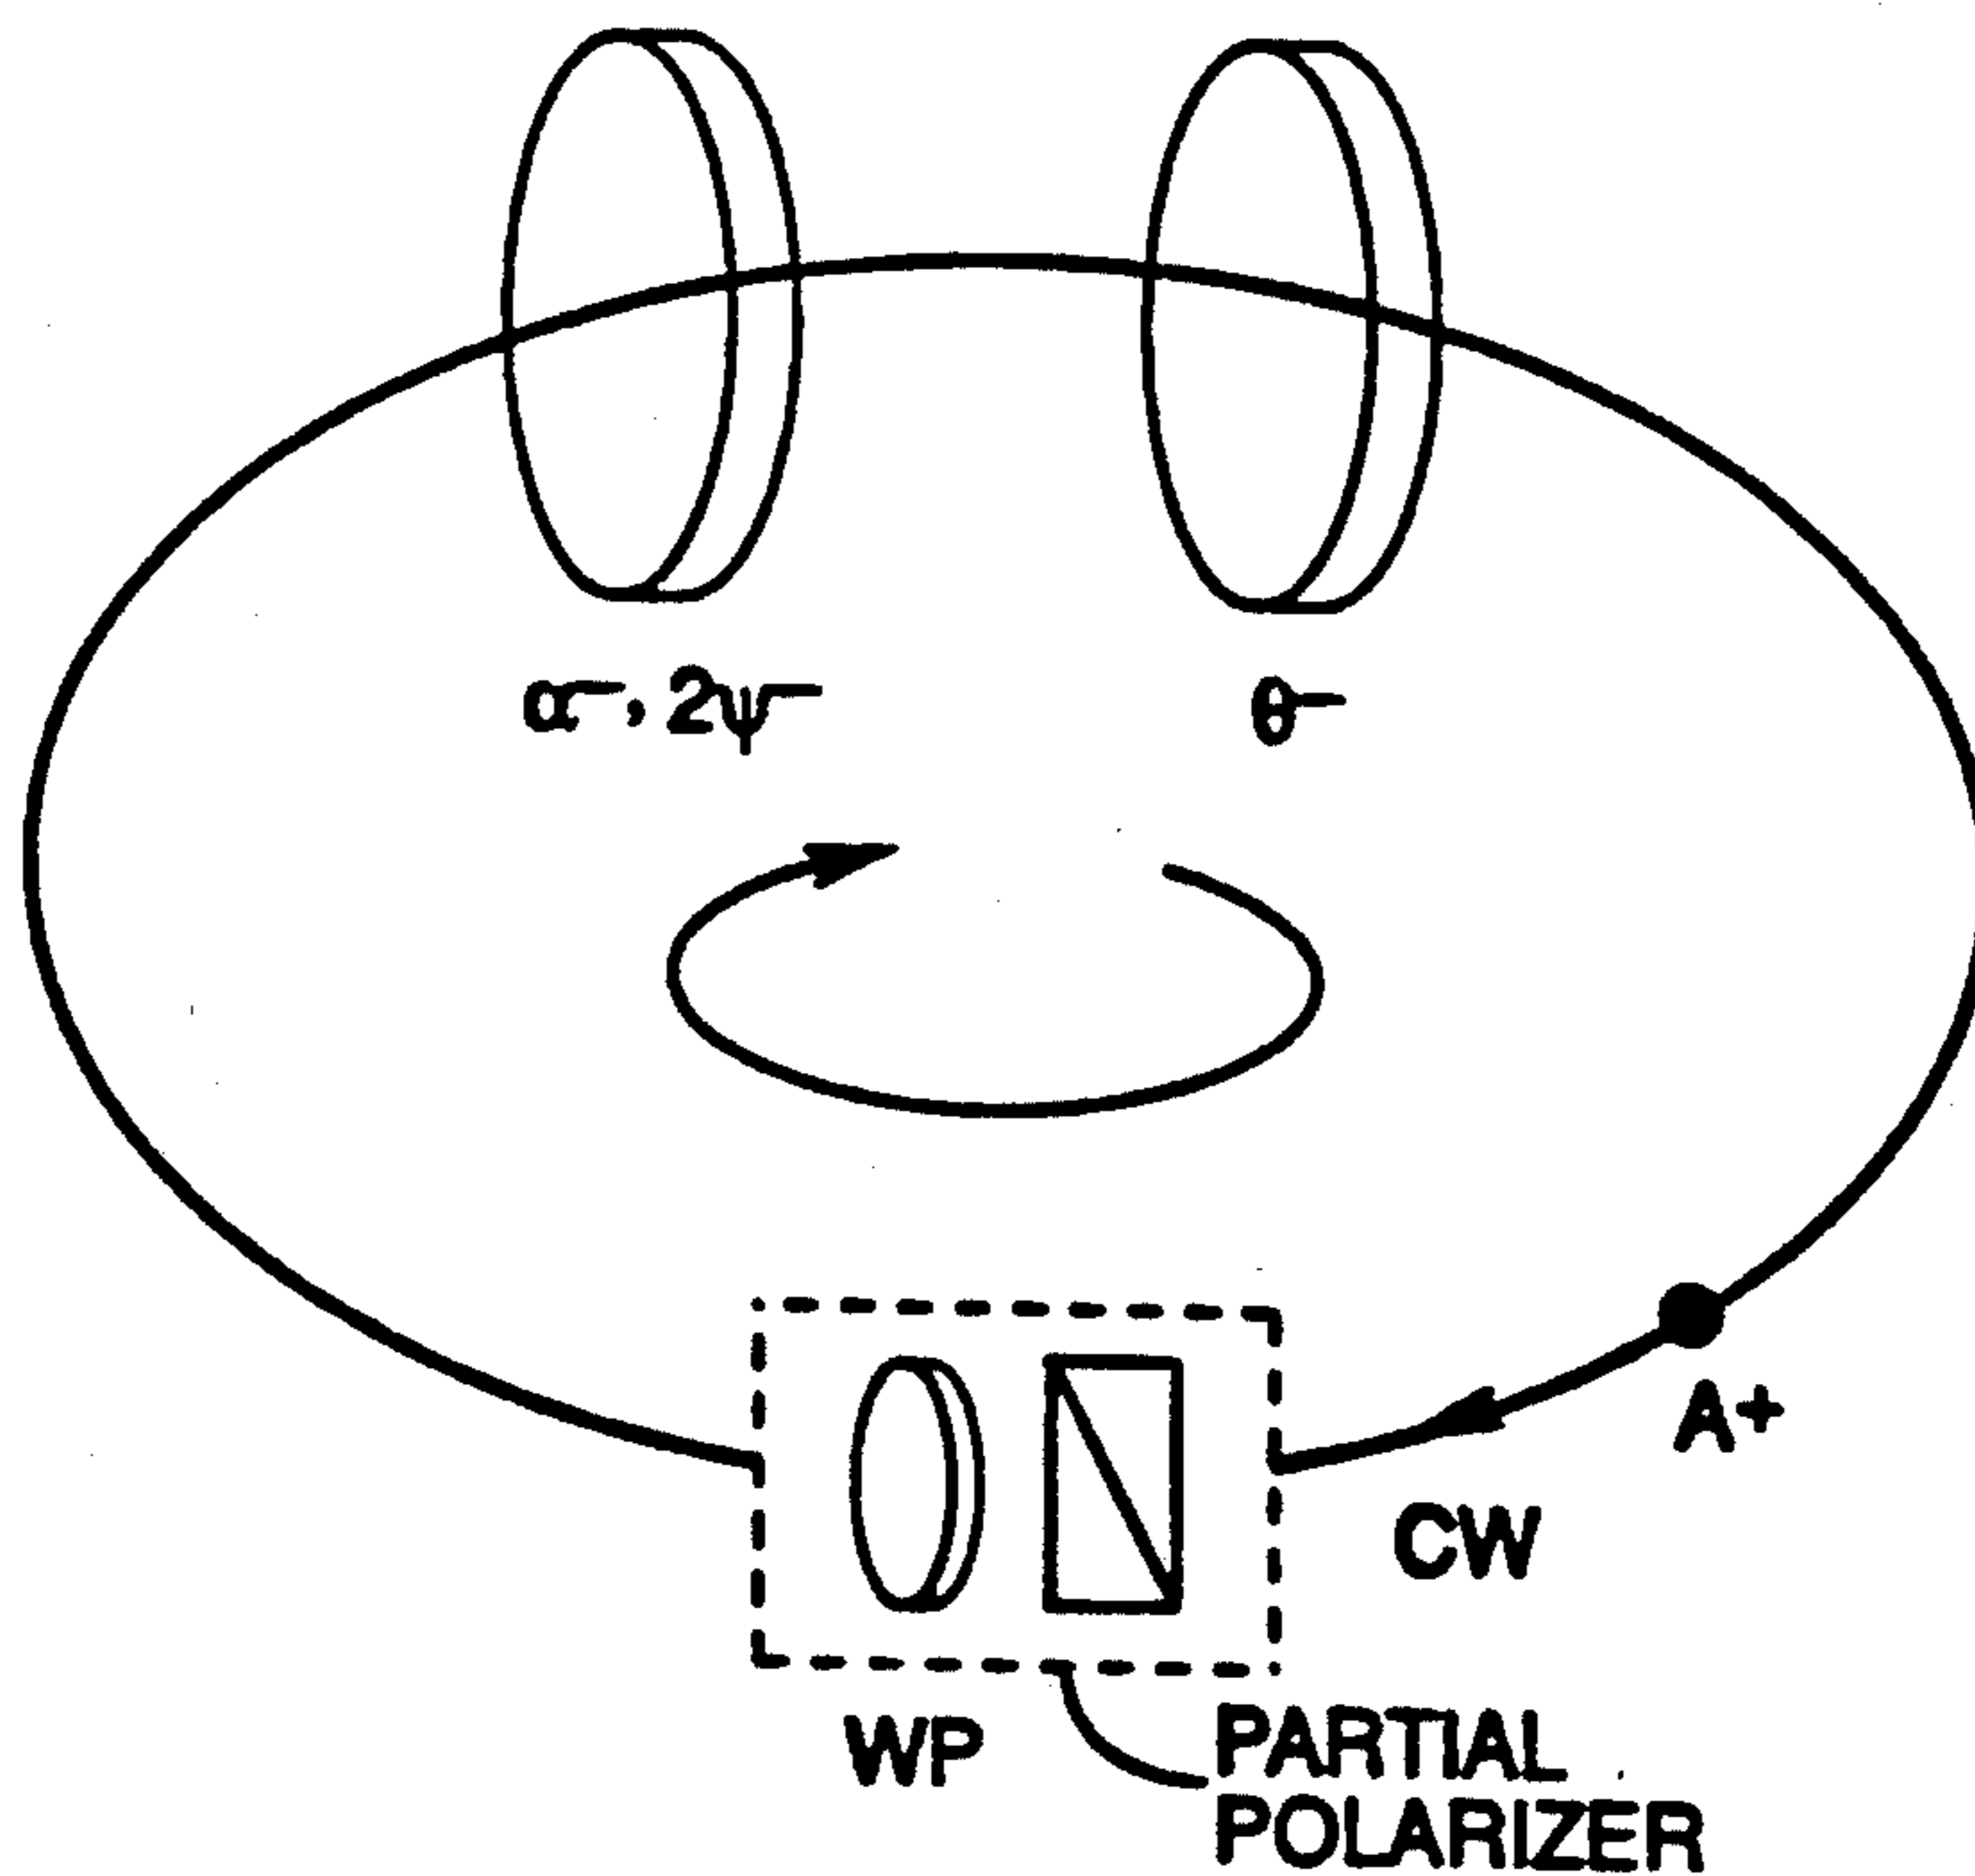 α-, 2ψ-
θ-
A+
CW
WP
PARTIAL
POLARIZER